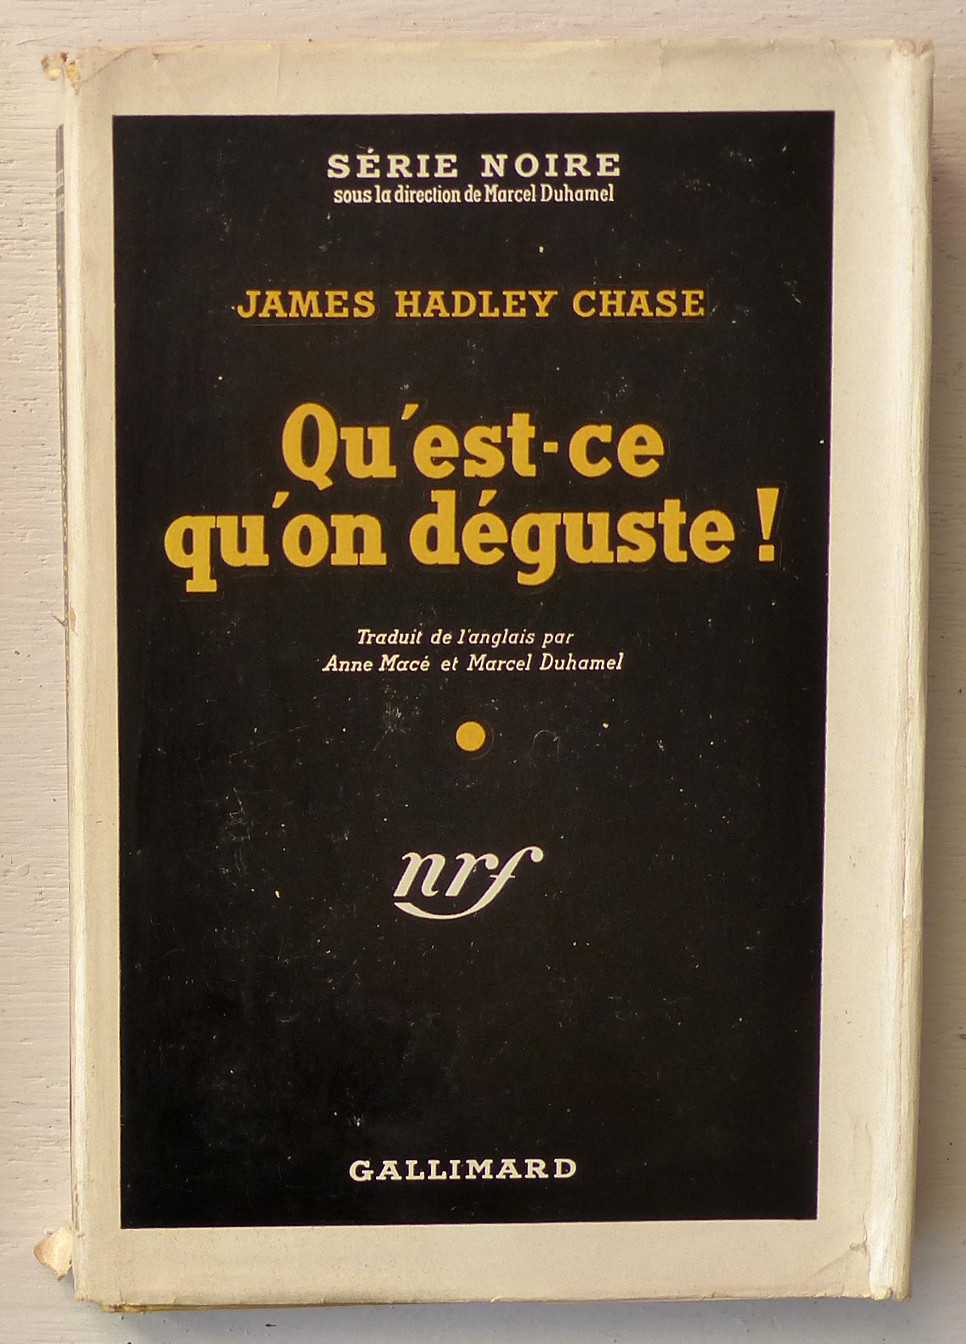 SÉRIE NOIRE
sous la direction de Marcel Duhamel
JAMES HADLEY CHASE
Qu'est-ce
qu'on déguste !
Traduit de l'anglais par
Anne Macé et Marcel Duhamel
nrf
GALLIMARD